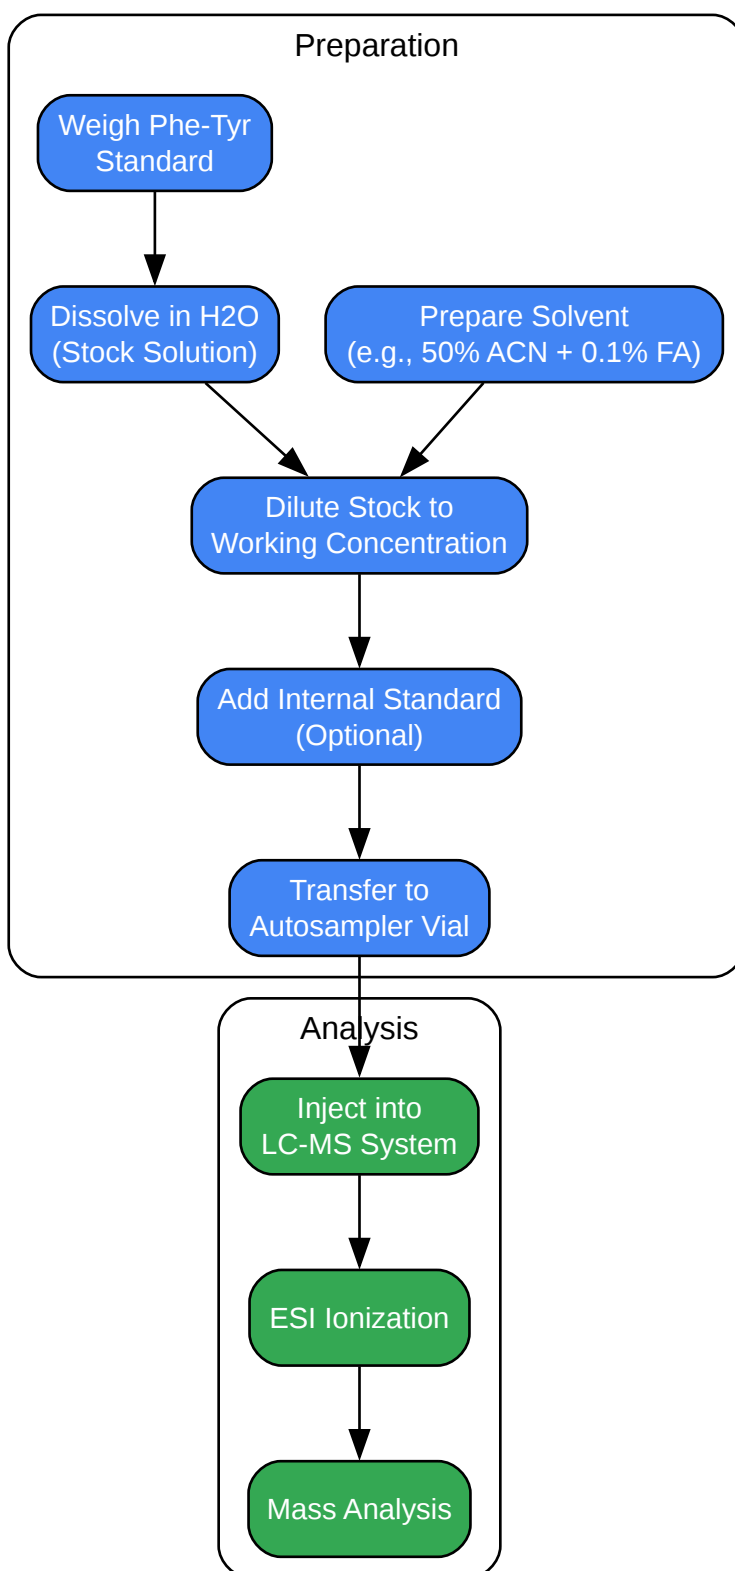 Preparation
Weigh Phe-Tyr
Standard
Dissolve in H2O
(Stock Solution)
Prepare Solvent
(e.g., 50% ACN + 0.1% FA)
Dilute Stock to
Working Concentration
Add Internal Standard
(Optional)
Transfer to
Autosampler Vial
Analysis
Inject into
LC-MS System
ESI Ionization
Mass Analysis